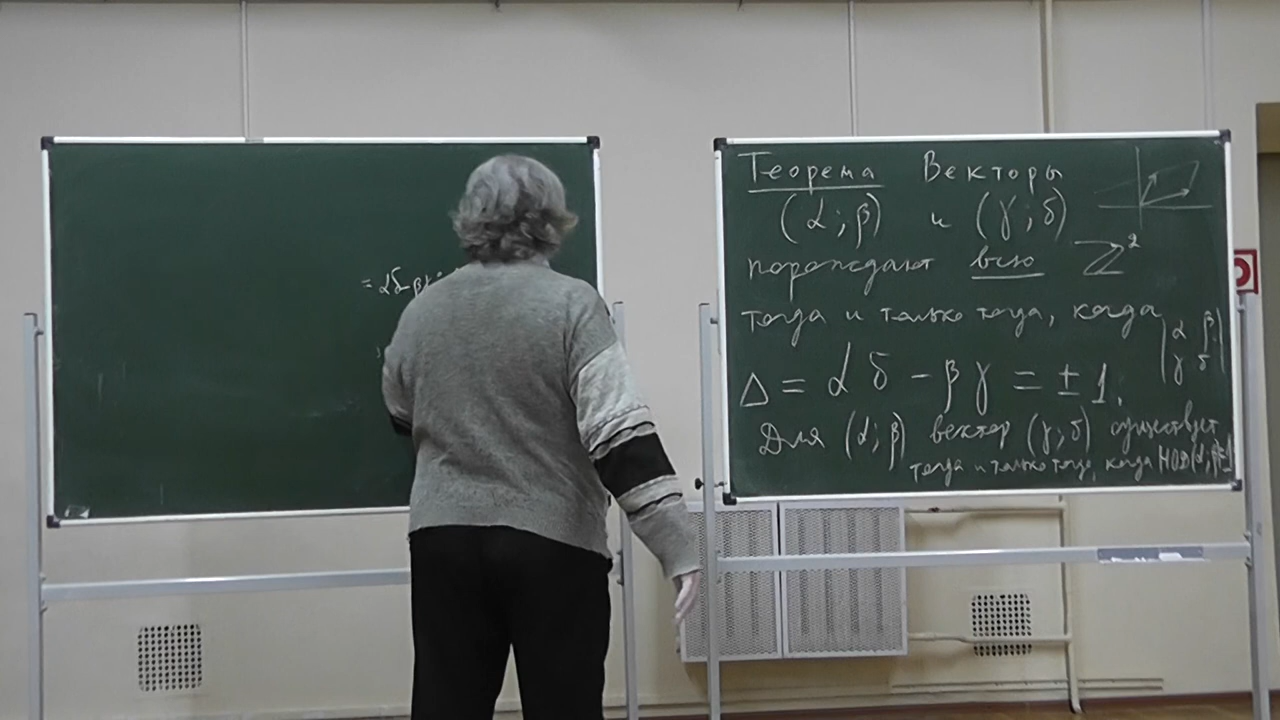 = αδ - βγ
Теорема Векторы
(α; β) и (γ; δ)
порождают всю ℤ²
тогда и только тогда, когда
|α β|
|γ δ|
Δ = αδ - βγ = ±1.
Для (α; β) вектор (γ; δ) существует
тогда и только тогда, когда НОД(α, β)=1